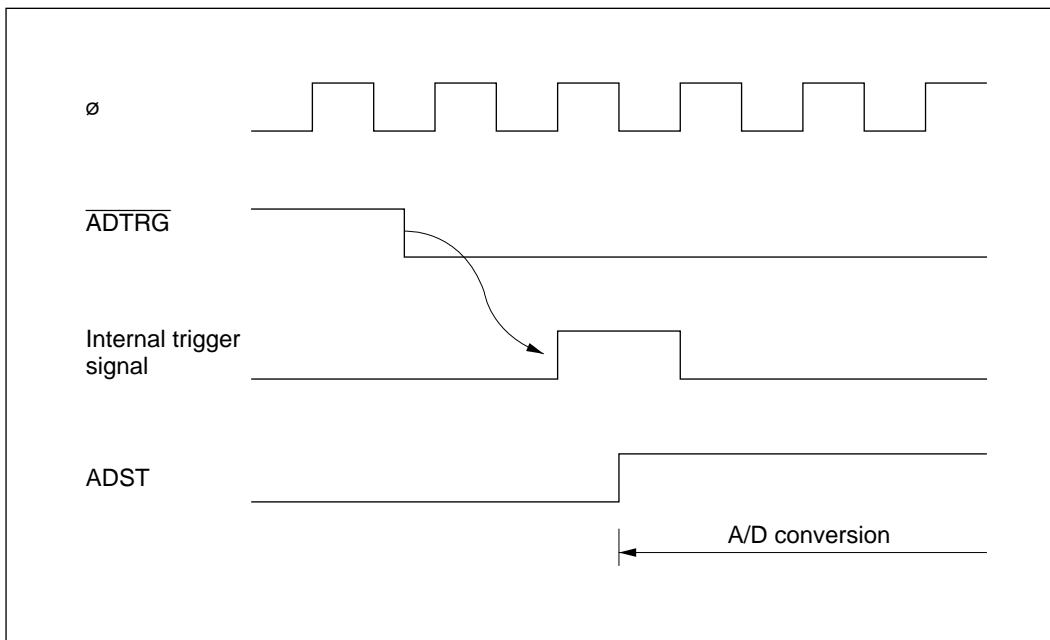 ø
ADTRG
Internal trigger
signal
ADST
A/D conversion